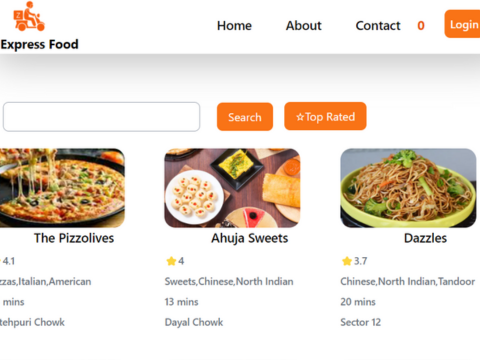 Home About Contact 0 Login
Express Food
Search ☆Top Rated
The Pizzolives Ahuja Sweets Dazzles
4.1 4 3.7
zzas,Italian,American Sweets,Chinese,North Indian Chinese,North Indian,Tandoor
mins 13 mins 20 mins
tehpuri Chowk Dayal Chowk Sector 12